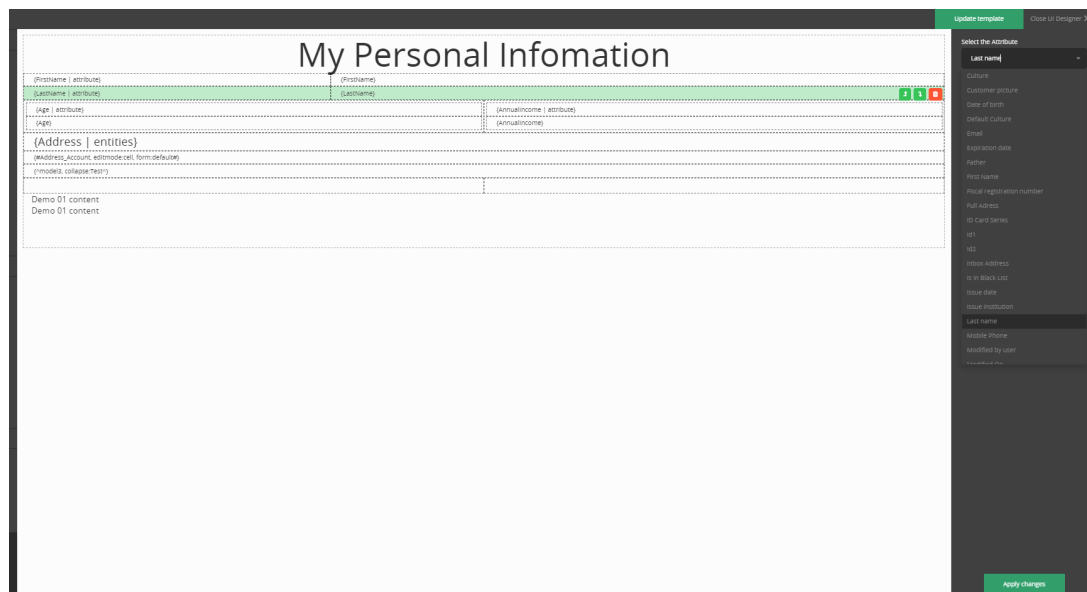 Update template
Close UI Designer
My Personal Infomation
Select the Attribute
Last name
{FirstName | attribute}
{FirstName}
{LastName | attribute}
{LastName}
{Age | attribute}
{AnnualIncome | attribute}
{Age}
{AnnualIncome}
{Address | entities}
{#Address_Account, editmode:cell, form:default#}
{^model3, collapse:Test^}
Demo 01 content
Demo 01 content
Culture
Customer picture
Date of birth
Default Culture
Email
Expiration date
Father
First Name
Fiscal registration number
Full Adress
ID Card Series
Id1
Id2
Inbox Address
Is In Black List
Issue date
Issue Institution
Last name
Mobile Phone
Modified by user
Modified On
Apply changes